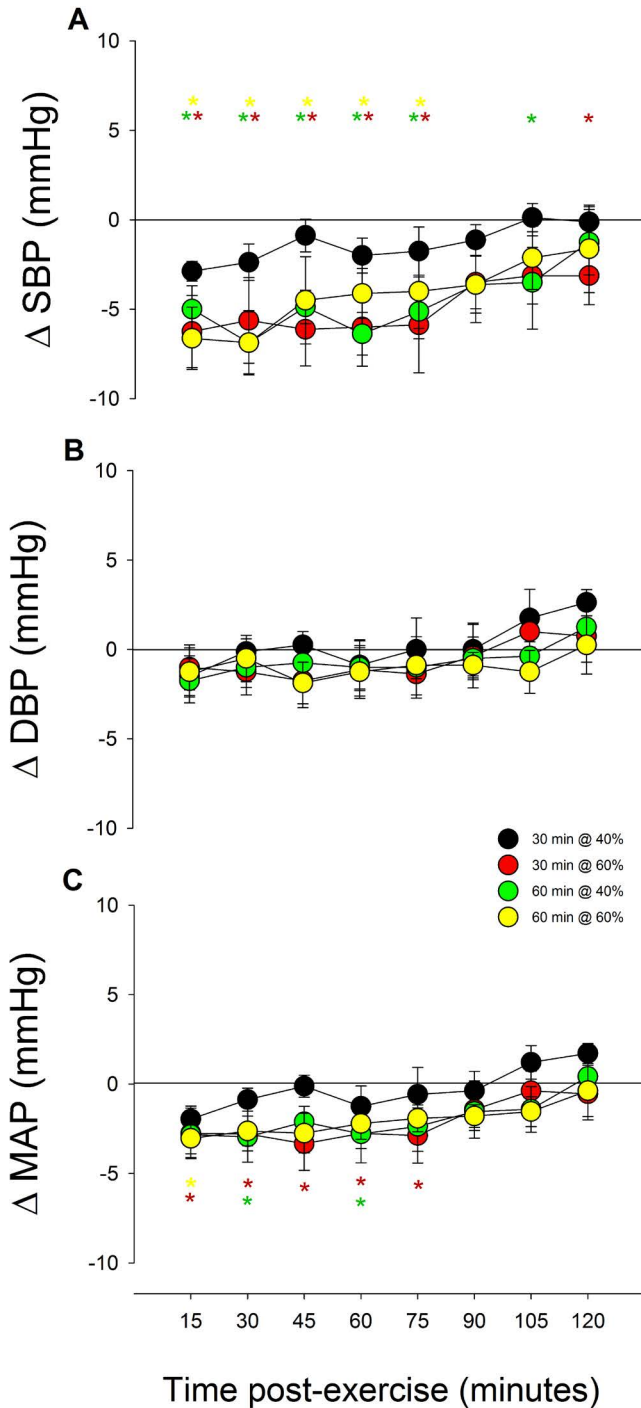 A
10
5
0
-5
-10
Δ SBP (mmHg)
* * * * *
** ** ** ** ** * *
B
10
5
0
-5
-10
Δ DBP (mmHg)
30 min @ 40%
30 min @ 60%
60 min @ 40%
60 min @ 60%
C
10
5
0
-5
-10
Δ MAP (mmHg)
* * * * *
* * *
15 30 45 60 75 90 105 120
Time post-exercise (minutes)